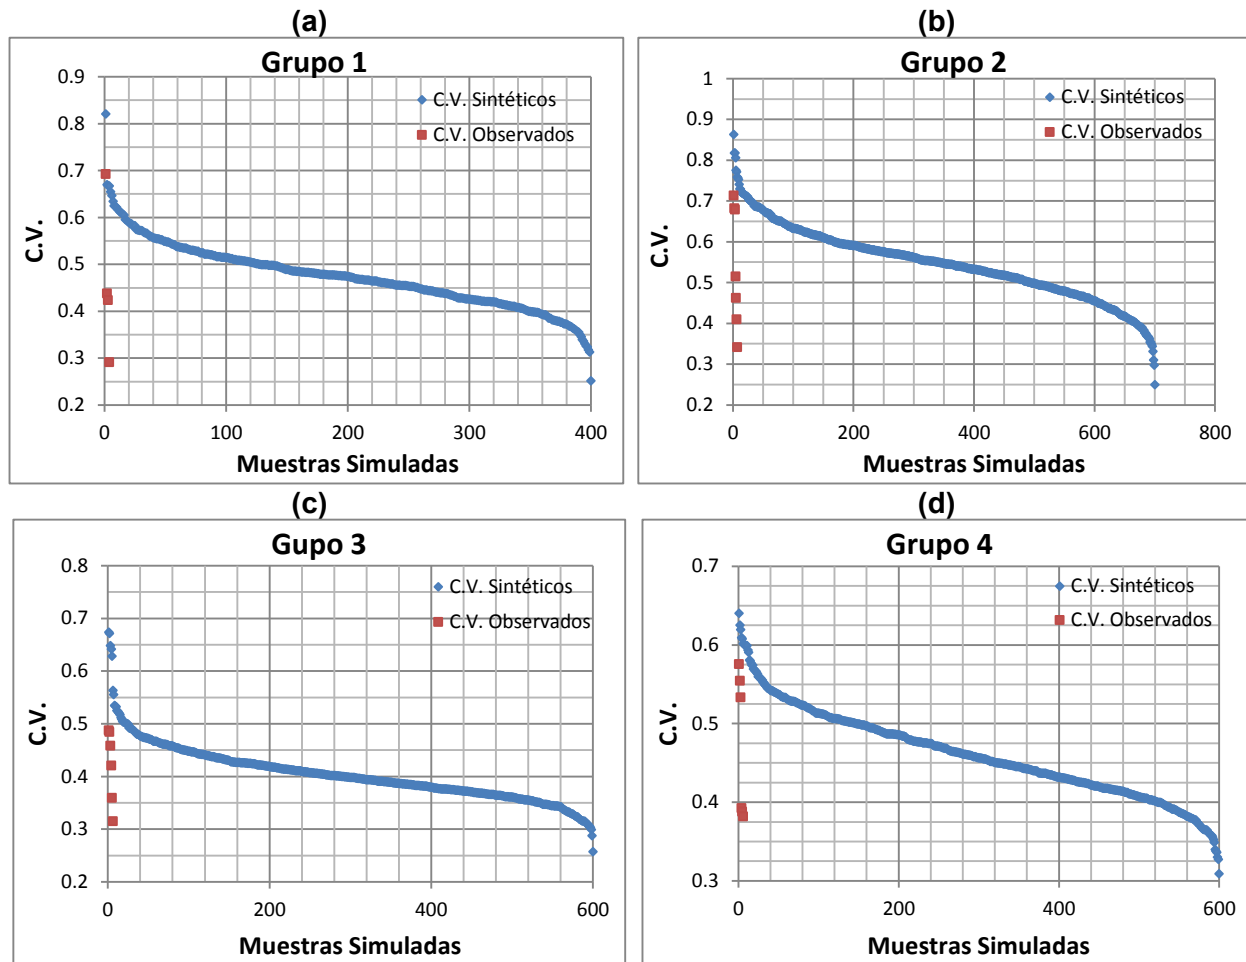 (a)
Grupo 1
C.V. Sintéticos
C.V. Observados
0.9
0.8
0.7
0.6
0.5
0.4
0.3
0.2
C.V.
0
100
200
300
400
Muestras Simuladas
(b)
Grupo 2
C.V. Sintéticos
C.V. Observados
1
0.9
0.8
0.7
0.6
0.5
0.4
0.3
0.2
C.V.
0
200
400
600
800
Muestras Simuladas
(c)
Gupo 3
C.V. Sintéticos
C.V. Observados
0.8
0.7
0.6
0.5
0.4
0.3
0.2
C.V.
0
200
400
600
Muestras Simuladas
(d)
Grupo 4
C.V. Sintéticos
C.V. Observados
0.7
0.6
0.5
0.4
0.3
C.V.
0
200
400
600
Muestras Simuladas